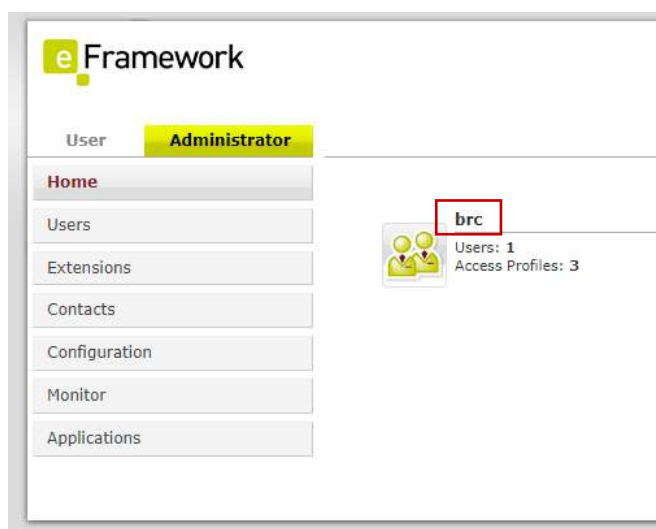 e Framework
User
Administrator
Home
Users
Extensions
Contacts
Configuration
Monitor
Applications
brc
Users: 1
Access Profiles: 3